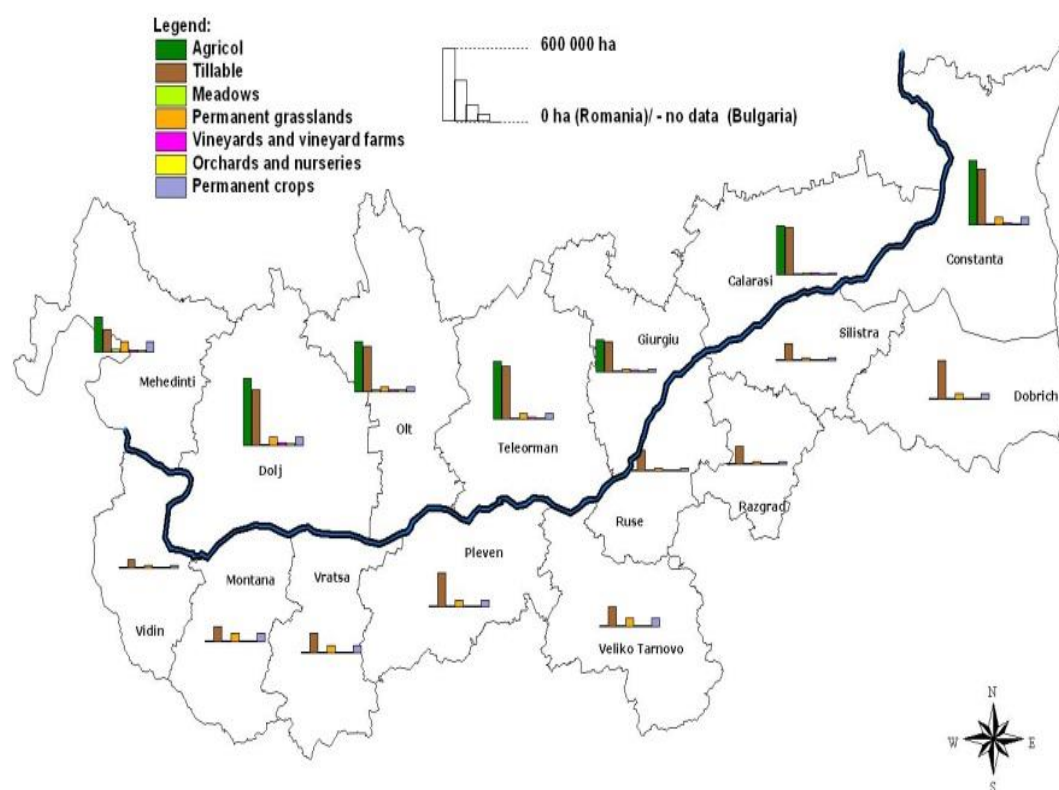 Legend:
Agricol
Tillable
Meadows
Permanent grasslands
Vineyards and vineyard farms
Orchards and nurseries
Permanent crops
600 000 ha
0 ha (Romania)/ - no data (Bulgaria)
Constanta
Calarasi
Silistra
Giurgiu
Mehedinti
Dobrich
Olt
Teleorman
Dolj
Razgrad
Ruse
Pleven
Montana
Vratsa
Vidin
Veliko Tarnovo
N
W
E
S